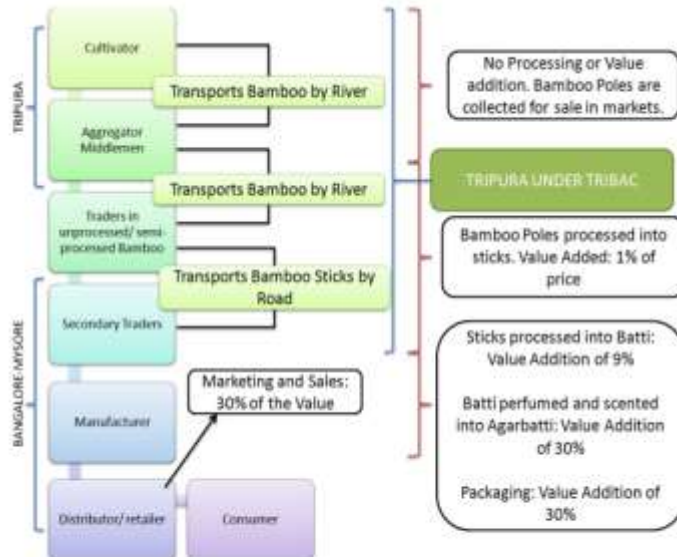 TRIPURA
BANGALORE-MYSORE
Cultivator
Aggregator
Middlemen
Traders in
unprocessed/ semi-
processed Bamboo
Secondary Traders
Manufacturer
Distributor/ retailer
Consumer
Transports Bamboo by River
Transports Bamboo by River
Transports Bamboo Sticks by
Road
Marketing and Sales:
30% of the Value
No Processing or Value
addition. Bamboo Poles are
collected for sale in markets.
TRIPURA UNDER TRIBAC
Bamboo Poles processed into
sticks. Value Added: 1% of
price
Sticks processed into Batti:
Value Addition of 9%
Batti perfumed and scented
into Agarbatti: Value Addition
of 30%
Packaging: Value Addition of
30%